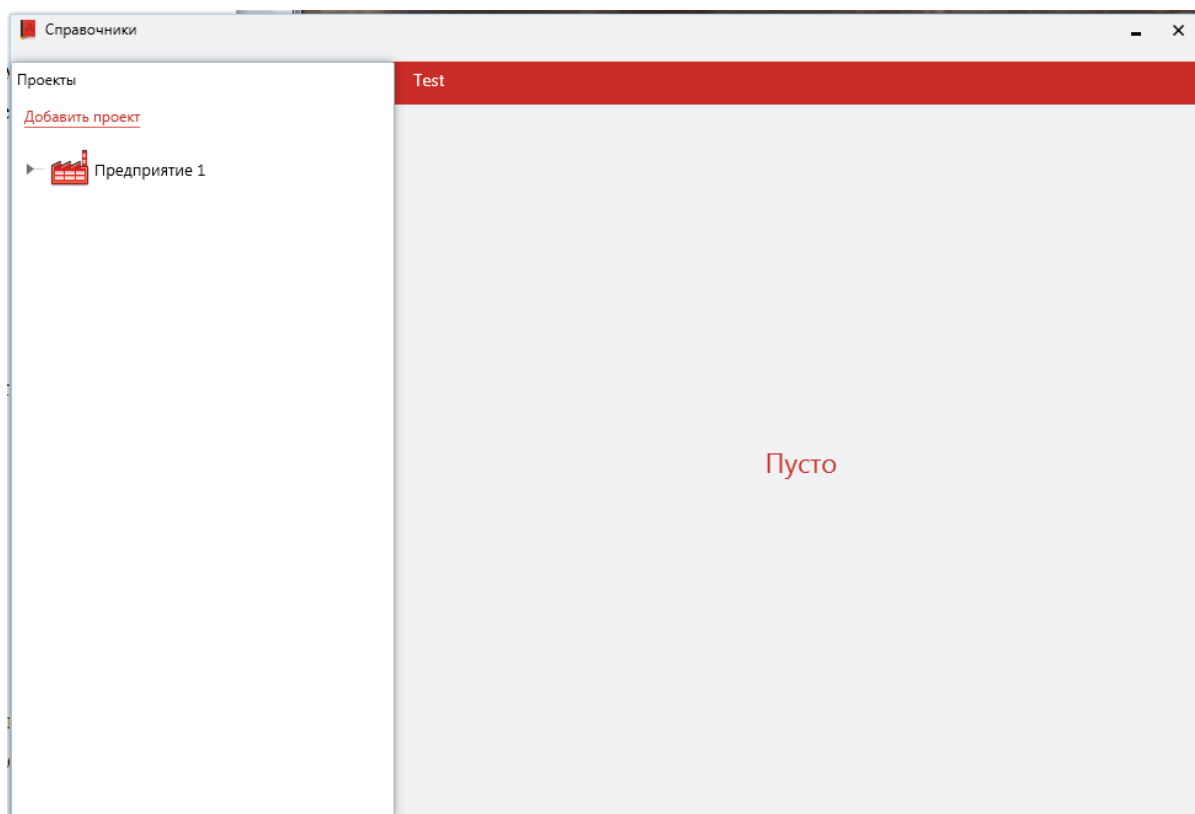 Справочники
Проекты
Test
Добавить проект
Предприятие 1
Пусто